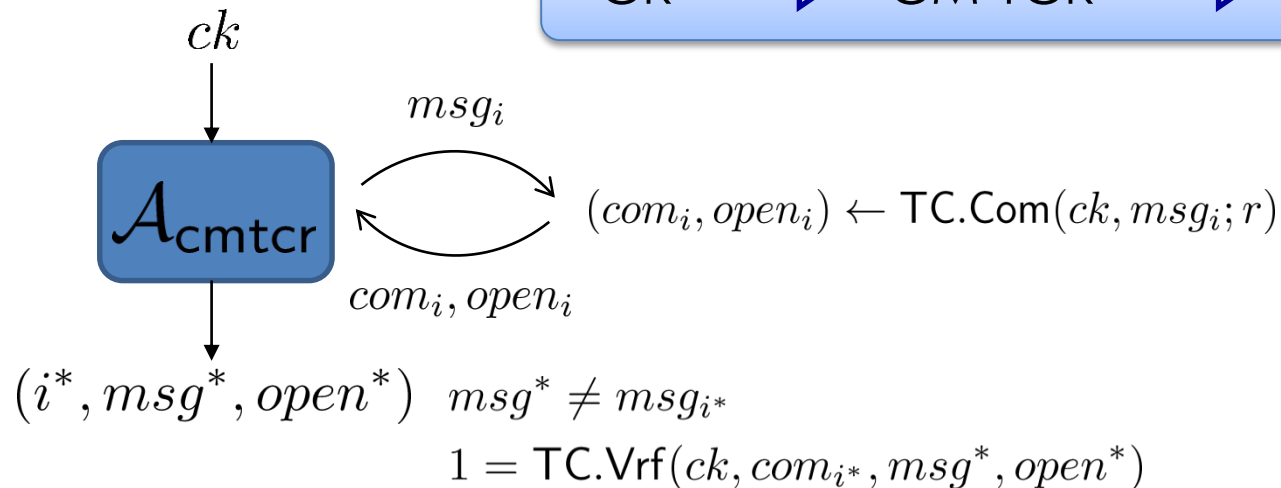 ck
msg_i
A_cmtcr
(com_i, open_i) ← TC.Com(ck, msg_i; r)
com_i, open_i
(i*, msg*, open*) msg* ≠ msg_{i*}
1 = TC.Vrf(ck, com_{i*}, msg*, open*)